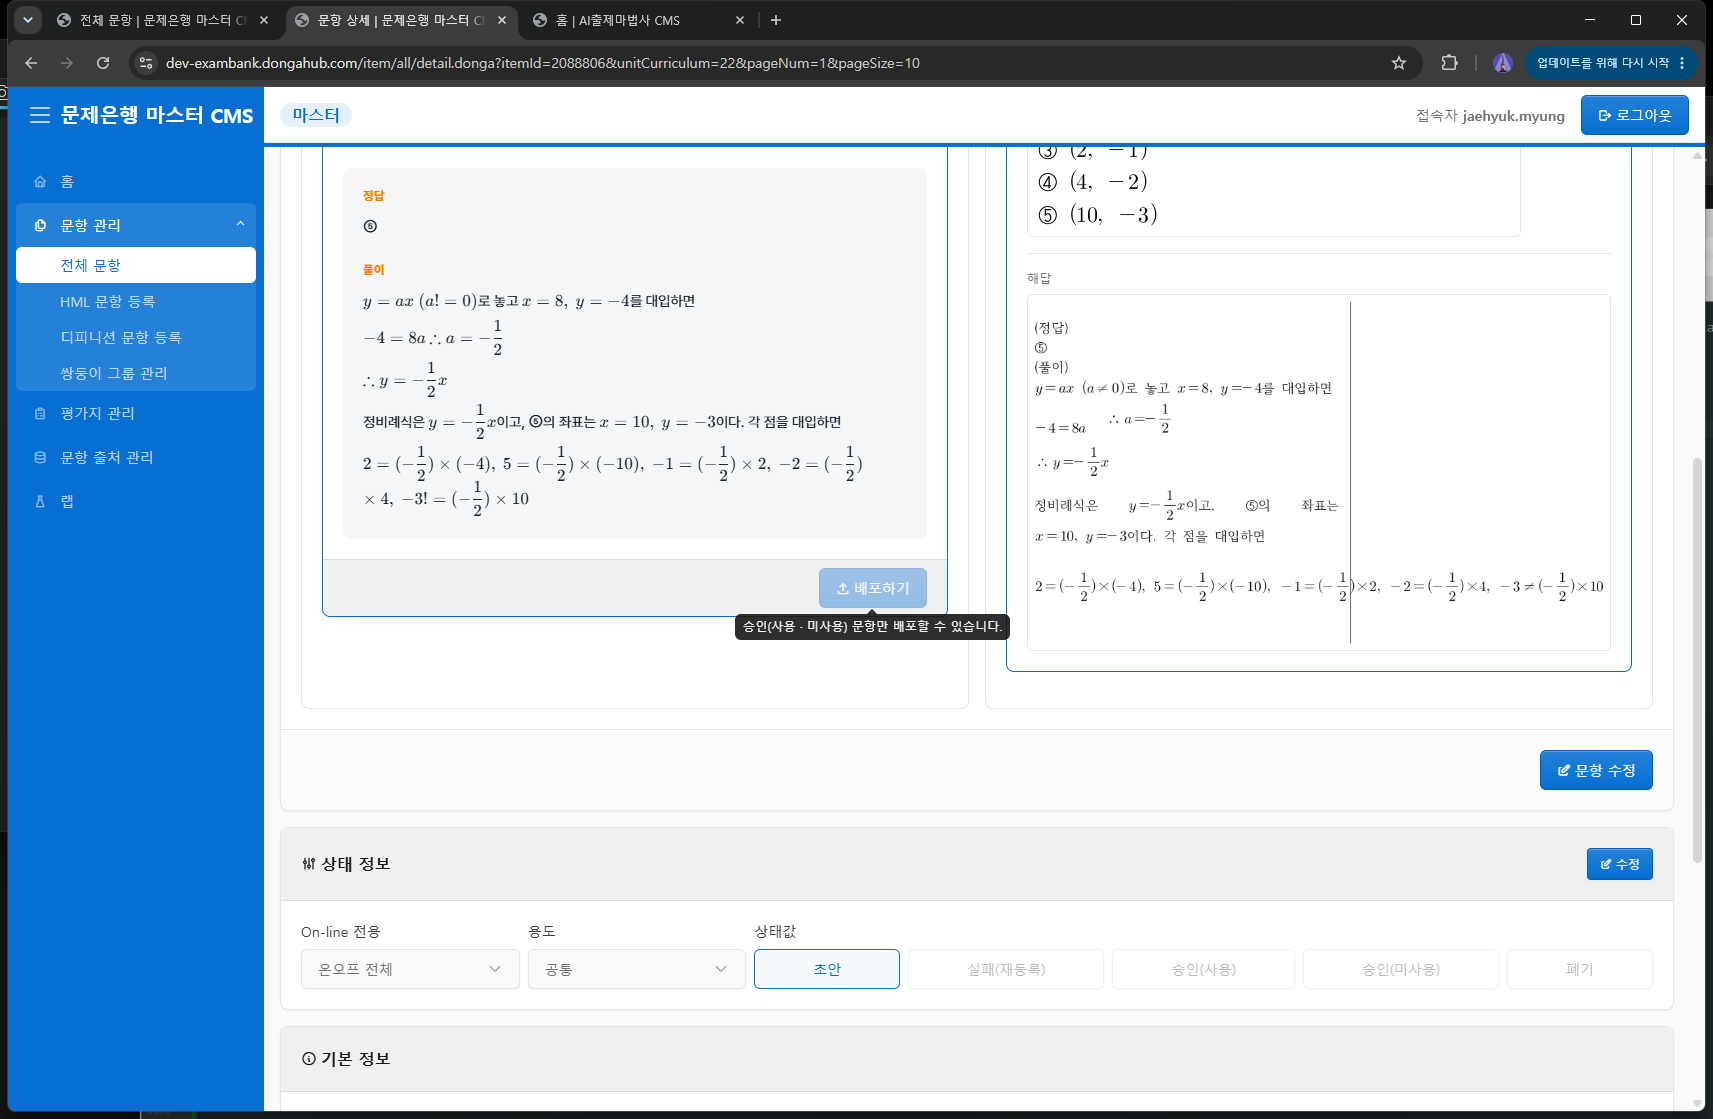 전체 문항 | 문제은행 마스터 C
문항 상세 | 문제은행 마스터 C
홈 | AI출제마법사 CMS
dev-exambank.dongahub.com/item/all/detail.donga?itemId=2088806&unitCurriculum=22&pageNum=1&pageSize=10
업데이트를 위해 다시 시작
문제은행 마스터 CMS
마스터
접속자 jaehyuk.myung
로그아웃
홈
문항 관리
전체 문항
HML 문항 등록
디피니션 문항 등록
쌍둥이 그룹 관리
평가지 관리
문항 출처 관리
랩
정답
⑤
풀이
y = ax (a! = 0)로 놓고 x = 8, y = −4를 대입하면
−4 = 8a ∴ a = −1/2
∴ y = −1/2x
정비례식은 y = −1/2x이고, ⑤의 좌표는 x = 10, y = −3이다. 각 점을 대입하면
2 = (−1/2) × (−4), 5 = (−1/2) × (−10), −1 = (−1/2) × 2, −2 = (−1/2)
× 4, −3! = (−1/2) × 10
배포하기
승인(사용 - 미사용) 문항만 배포할 수 있습니다.
③ (2, −1)
④ (4, −2)
⑤ (10, −3)
해답
(정답)
⑤
(풀이)
y=ax (a≠0)로 놓고 x=8, y=−4를 대입하면
−4=8a ∴ a=−1/2
∴ y=−1/2x
정비례식은 y=−1/2x이고. ⑤의 좌표는
x=10, y=−3이다. 각 점을 대입하면
2=(−1/2)×(−4), 5=(−1/2)×(−10), −1=(−1/2)×2, −2=(−1/2)×4, −3≠(−1/2)×10
문항 수정
상태 정보
수정
On-line 전용
용도
상태값
온오프 전체
공통
초안
실패(재등록)
승인(사용)
승인(미사용)
폐기
기본 정보